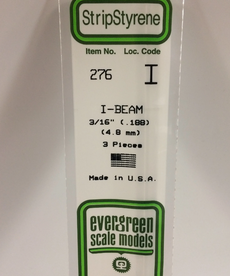 StripStyrene
Item No. Loc. Code
276 I
I-BEAM
3/16" (.188)
(4.8 mm)
3 Pieces
Made in U.S.A.
evergreen
scale models